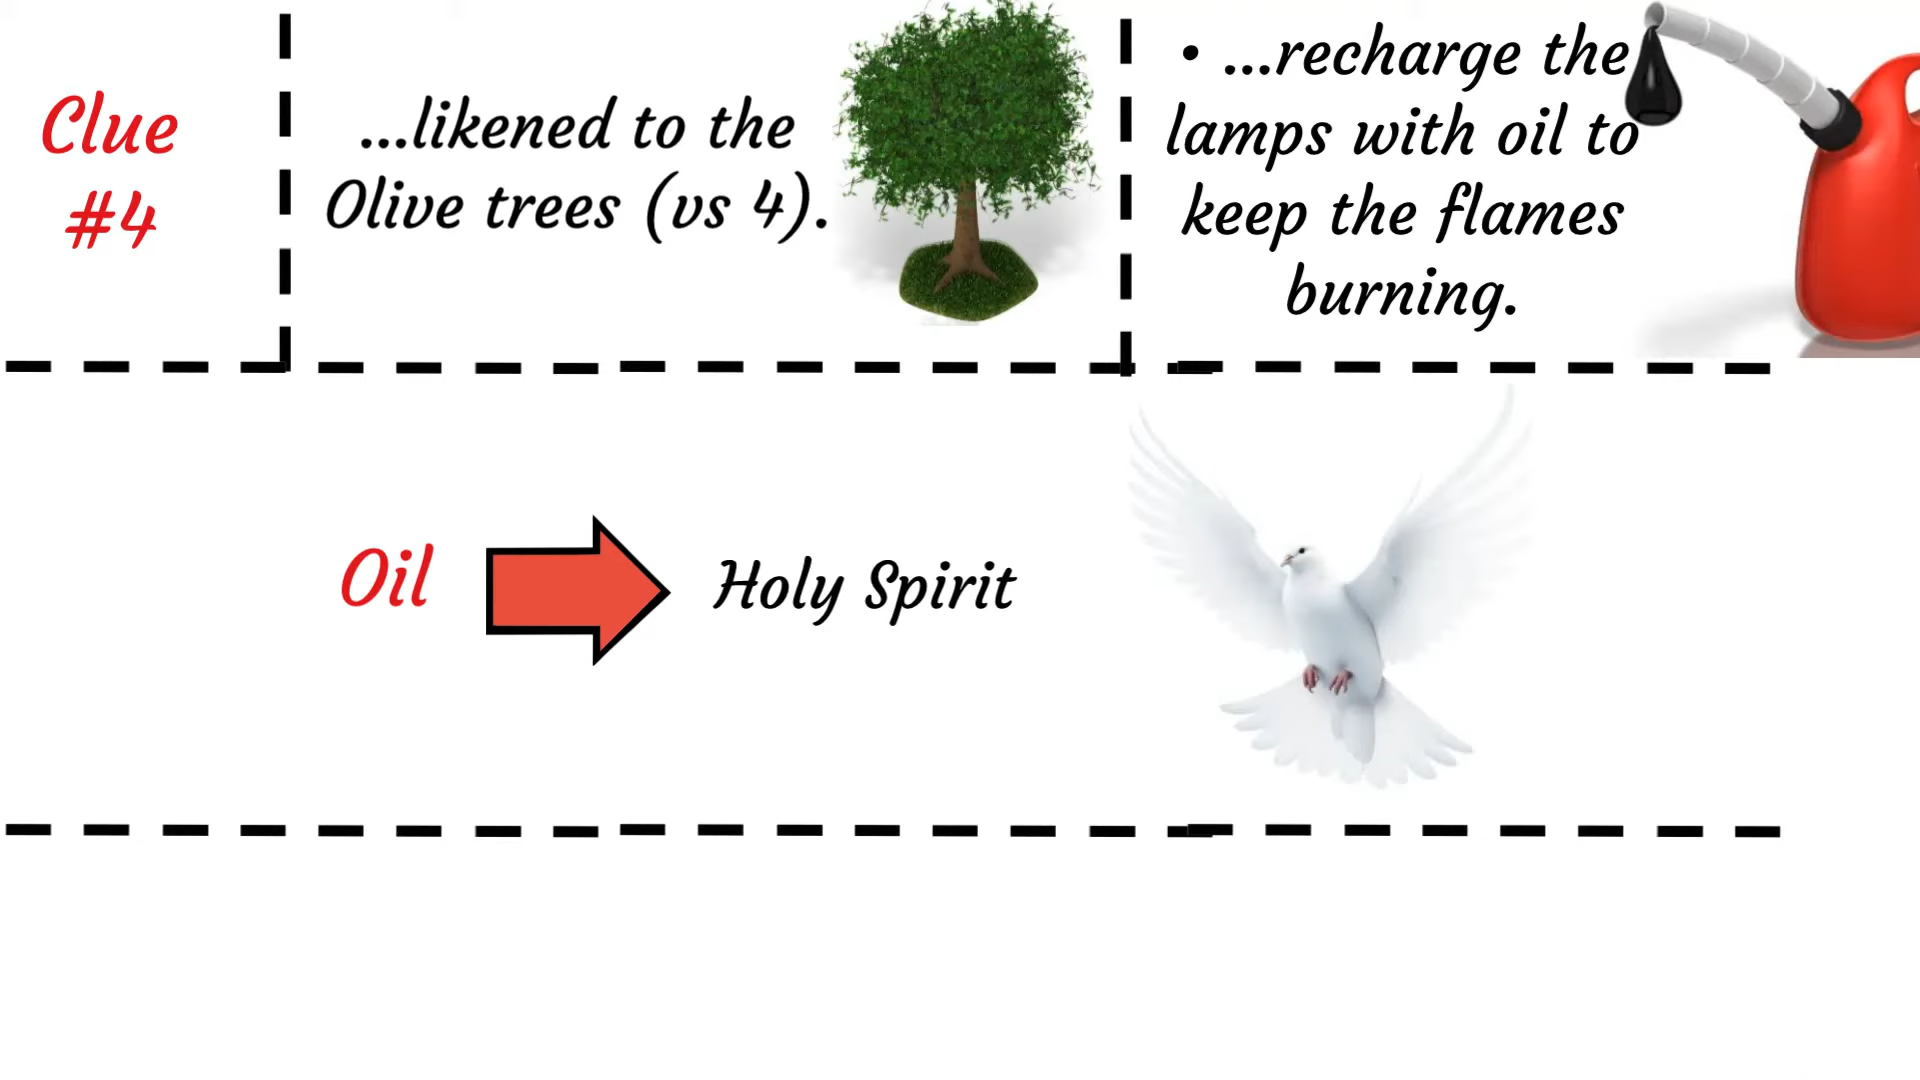 Clue
#4
...likened to the
Olive trees (vs 4).
• ...recharge the
lamps with oil to
keep the flames
burning.
Oil
Holy Spirit